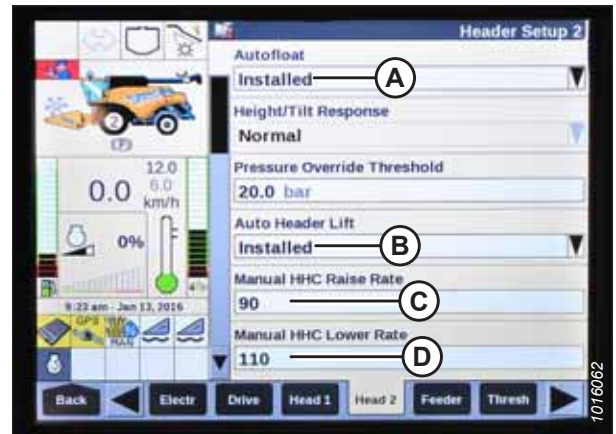 Header Setup 2
Autofloat
Installed
A
Height/Tilt Response
Normal
Pressure Override Threshold
20.0 bar
Auto Header Lift
Installed
B
Manual HHC Raise Rate
90
C
Manual HHC Lower Rate
110
D
2
(P)
12.0
6.0
0.0
km/h
0%
9:23 am - Jan 13, 2016
GPS
Back
Electr
Drive
Head 1
Head 2
Feeder
Thresh
1016062